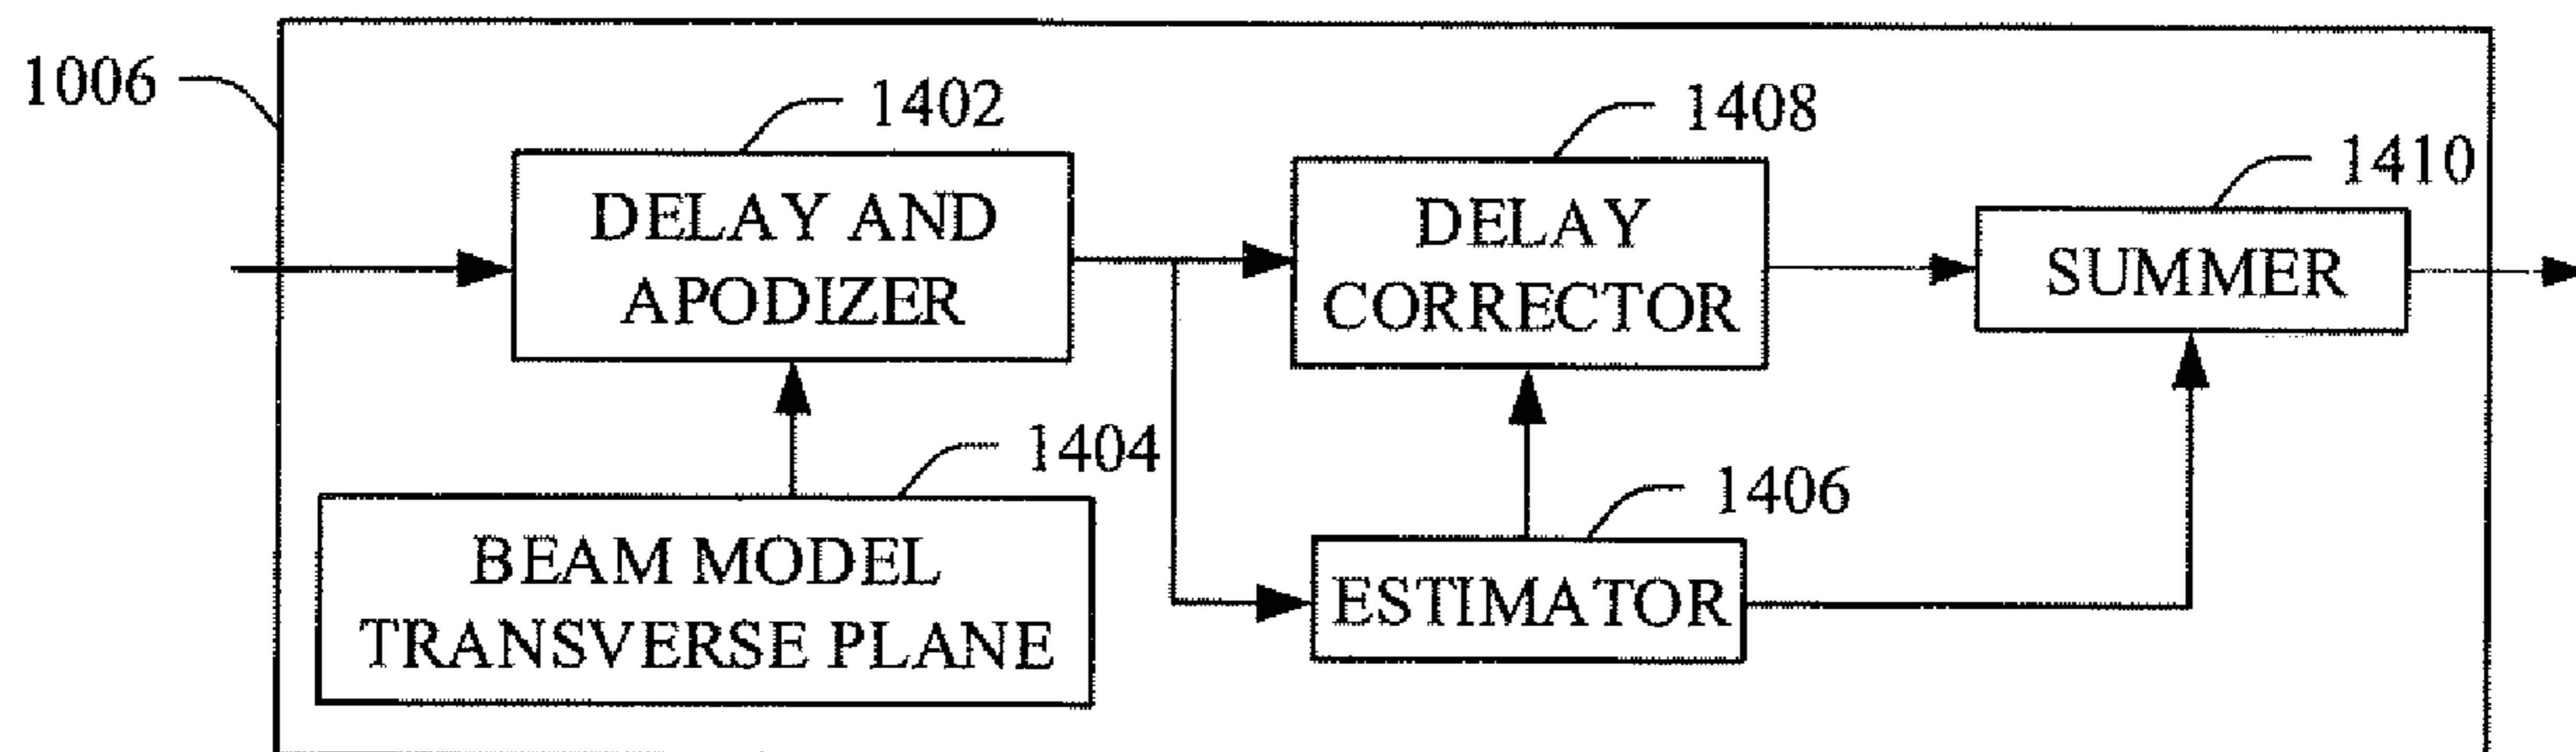 1006
1402
1408
1410
DELAY AND
APODIZER
DELAY
CORRECTOR
SUMMER
1404
1406
BEAM MODEL
TRANSVERSE PLANE
ESTIMATOR